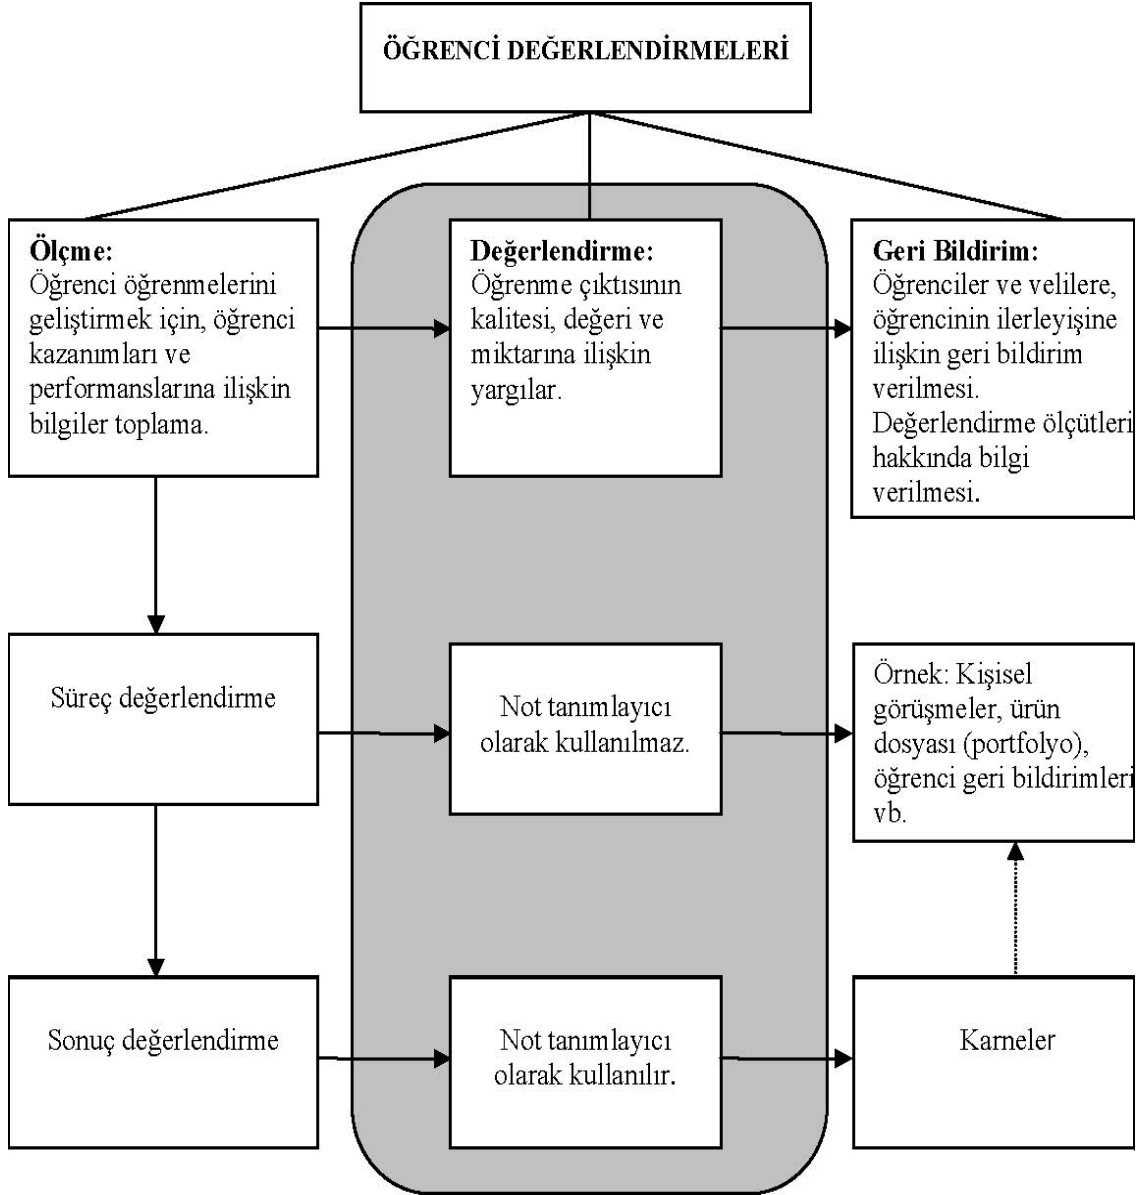 ÖĞRENCİ DEĞERLENDİRMELERİ
Ölçme:
Öğrenci öğrenmelerini
geliştirmek için, öğrenci
kazanımları ve
performanslarına ilişkin
bilgiler toplama.
Değerlendirme:
Öğrenme çıktısının
kalitesi, değeri ve
miktarına ilişkin
yargılar.
Geri Bildirim:
Öğrenciler ve velilere,
öğrencinin ilerleyişine
ilişkin geri bildirim
verilmesi.
Değerlendirme ölçütleri
hakkında bilgi
verilmesi.
Süreç değerlendirme
Not tanımlayıcı
olarak kullanılmaz.
Örnek: Kişisel
görüşmeler, ürün
dosyası (portfolyo),
öğrenci geri bildirimleri
vb.
Sonuç değerlendirme
Not tanımlayıcı
olarak kullanılır.
Karneler